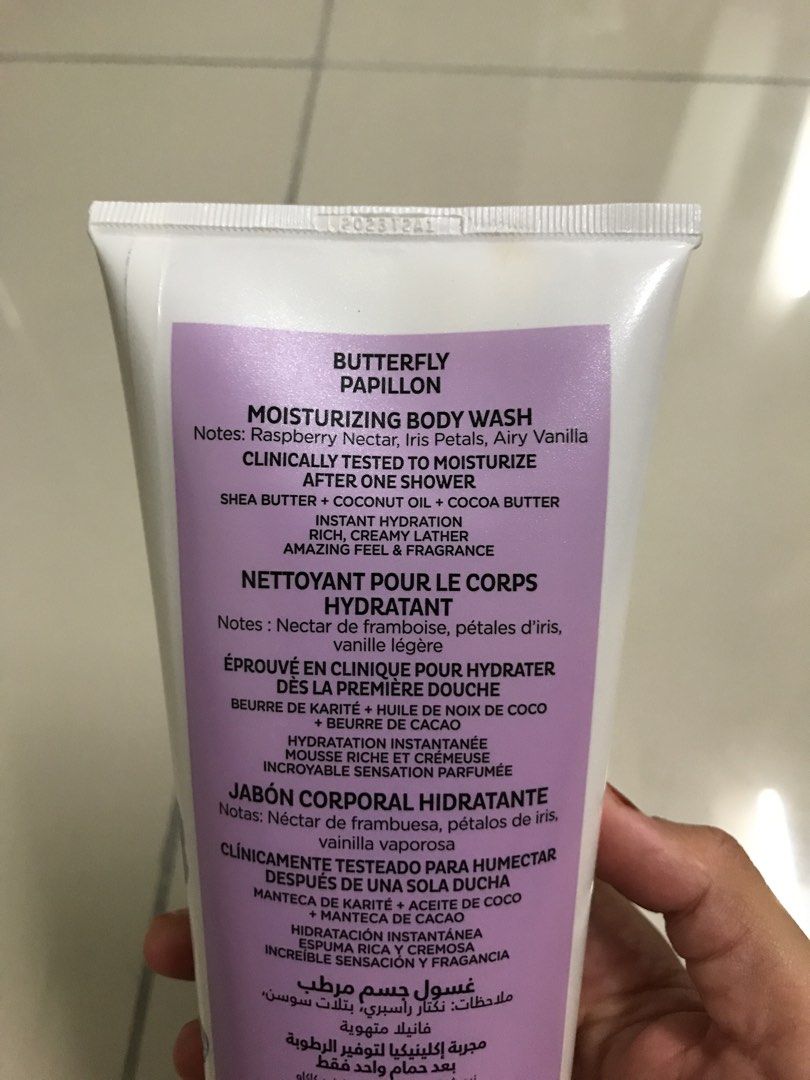 202312A1
BUTTERFLY
PAPILLON
MOISTURIZING BODY WASH
Notes: Raspberry Nectar, Iris Petals, Airy Vanilla
CLINICALLY TESTED TO MOISTURIZE
AFTER ONE SHOWER
SHEA BUTTER + COCONUT OIL + COCOA BUTTER
INSTANT HYDRATION
RICH, CREAMY LATHER
AMAZING FEEL & FRAGRANCE
NETTOYANT POUR LE CORPS
HYDRATANT
Notes : Nectar de framboise, pétales d'iris,
vanille légère
ÉPROUVÉ EN CLINIQUE POUR HYDRATER
DÈS LA PREMIÈRE DOUCHE
BEURRE DE KARITÉ + HUILE DE NOIX DE COCO
+ BEURRE DE CACAO
HYDRATATION INSTANTANÉE
MOUSSE RICHE ET CRÉMEUSE
INCROYABLE SENSATION PARFUMÉE
JABÓN CORPORAL HIDRATANTE
Notas: Néctar de frambuesa, pétalos de iris,
vainilla vaporosa
CLÍNICAMENTE TESTEADO PARA HUMECTAR
DESPUÉS DE UNA SOLA DUCHA
MANTECA DE KARITÉ + ACEITE DE COCO
+ MANTECA DE CACAO
HIDRATACIÓN INSTANTÁNEA
ESPUMA RICA Y CREMOSA
INCREÍBLE SENSACIÓN Y FRAGANCIA
غسول جسم مرطب
ملاحظات: نكتار راسبري، بتلات سوسن،
فانيلا متهوية
مجربة إكلينيكيا لتوفير الرطوبة
بعد حمام واحد فقط